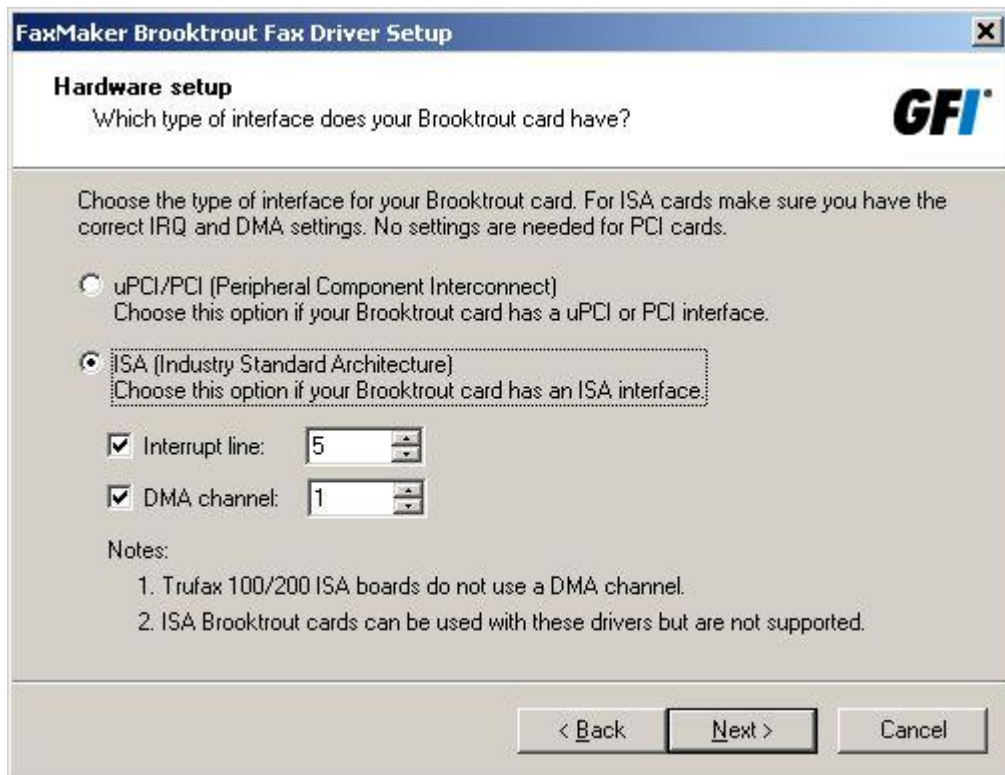 FaxMaker Brooktrout Fax Driver Setup
Hardware setup
Which type of interface does your Brooktrout card have?
GFI
Choose the type of interface for your Brooktrout card. For ISA cards make sure you have the
correct IRQ and DMA settings. No settings are needed for PCI cards.
uPCI/PCI (Peripheral Component Interconnect)
Choose this option if your Brooktrout card has a uPCI or PCI interface.
ISA (Industry Standard Architecture)
Choose this option if your Brooktrout card has an ISA interface.
Interrupt line: 5
DMA channel: 1
Notes:
1. Trufax 100/200 ISA boards do not use a DMA channel.
2. ISA Brooktrout cards can be used with these drivers but are not supported.
< Back Next > Cancel